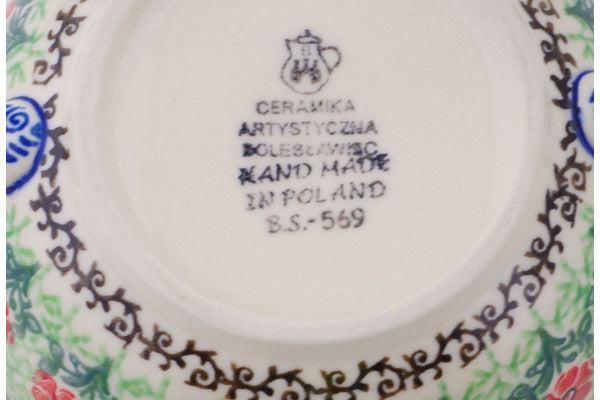 CERAMIKA
ARTYSTYCZNA
BOLESŁAWIEC
HAND MADE
IN POLAND
B.S.-569